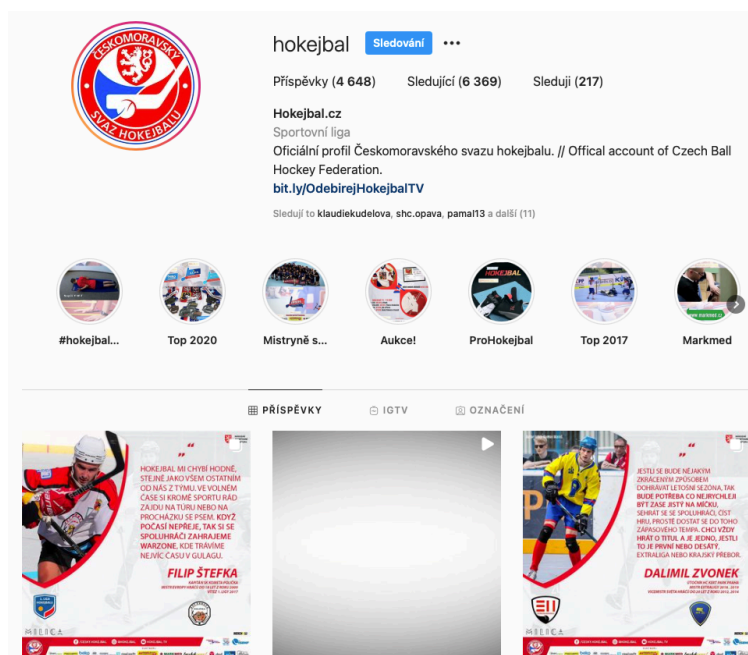 ČESKOMORAVSKÝ
SVAZ HOKEJBALU
hokejbal Sledování •••
Příspěvky (4 648) Sledující (6 369) Sleduji (217)
Hokejbal.cz
Sportovní liga
Oficiální profil Českomoravského svazu hokejbalu. // Offical account of Czech Ball
Hockey Federation.
bit.ly/OdebirejHokejbalTV
Sledují to klaudiekudelova, shc.opava, pamal13 a další (11)
#hokejbal... Top 2020 Mistryně s... Aukce! ProHokejbal Top 2017 Markmed
PŘÍSPĚVKY IGTV OZNAČENÍ
HOKEJBAL MI CHYBÍ HODNĚ,
STEJNĚ JAKO VŠEM OSTATNÍM
OD NÁS Z TÝMU. VE VOLNÉM
ČASE SI KROMĚ SPORTU RÁD
ZAJDU NA TÚRU NEBO NA
PROCHÁZKU SE PSEM. KDYŽ
POČASÍ NEPŘEJE, TAK SI SE
SPOLUHRÁČI ZAHRAJEME
WARZONE, KDE TRÁVÍME
NEJVÍC ČASU V GULAGU.
FILIP ŠTEFKA
JESTLI SE BUDE NĚJAKÝM
ZKRÁCENÝM ZPŮSOBEM
DOHRÁVAT LETOŠNÍ SEZÓNA, TAK
BUDE POTŘEBA CO NEJRYCHLEJI
BÝT ZASE JISTÝ NA MÍČKU,
SEHRÁT SE SE SPOLUHRÁČI, ČÍST
HRU, PROSTĚ DOSTAT SE DO TOHO
ZÁPASOVÉHO TEMPA. CHCI VŽDY
HRÁT O TITUL A JE JEDNO, JESTLI
TO JE PRVNÍ NEBO DESÁTÝ,
EXTRALIGA NEBO KRAJSKÝ PŘEBOR.
DALIMIL ZVONEK